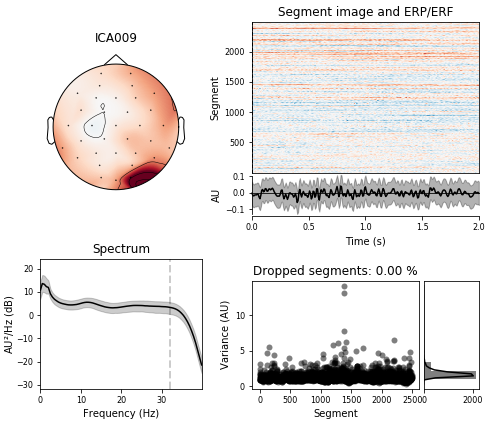 ICA009
Segment image and ERP/ERF
Segment
2000
1500
1000
500
AU
0.1
0.0
−0.1
0.0
0.5
1.0
1.5
2.0
Time (s)
Spectrum
AU²/Hz (dB)
20
10
0
−10
−20
−30
0
10
20
30
Frequency (Hz)
Dropped segments: 0.00 %
Variance (AU)
10
5
0
0
500
1000
1500
2000
2500
Segment
2000